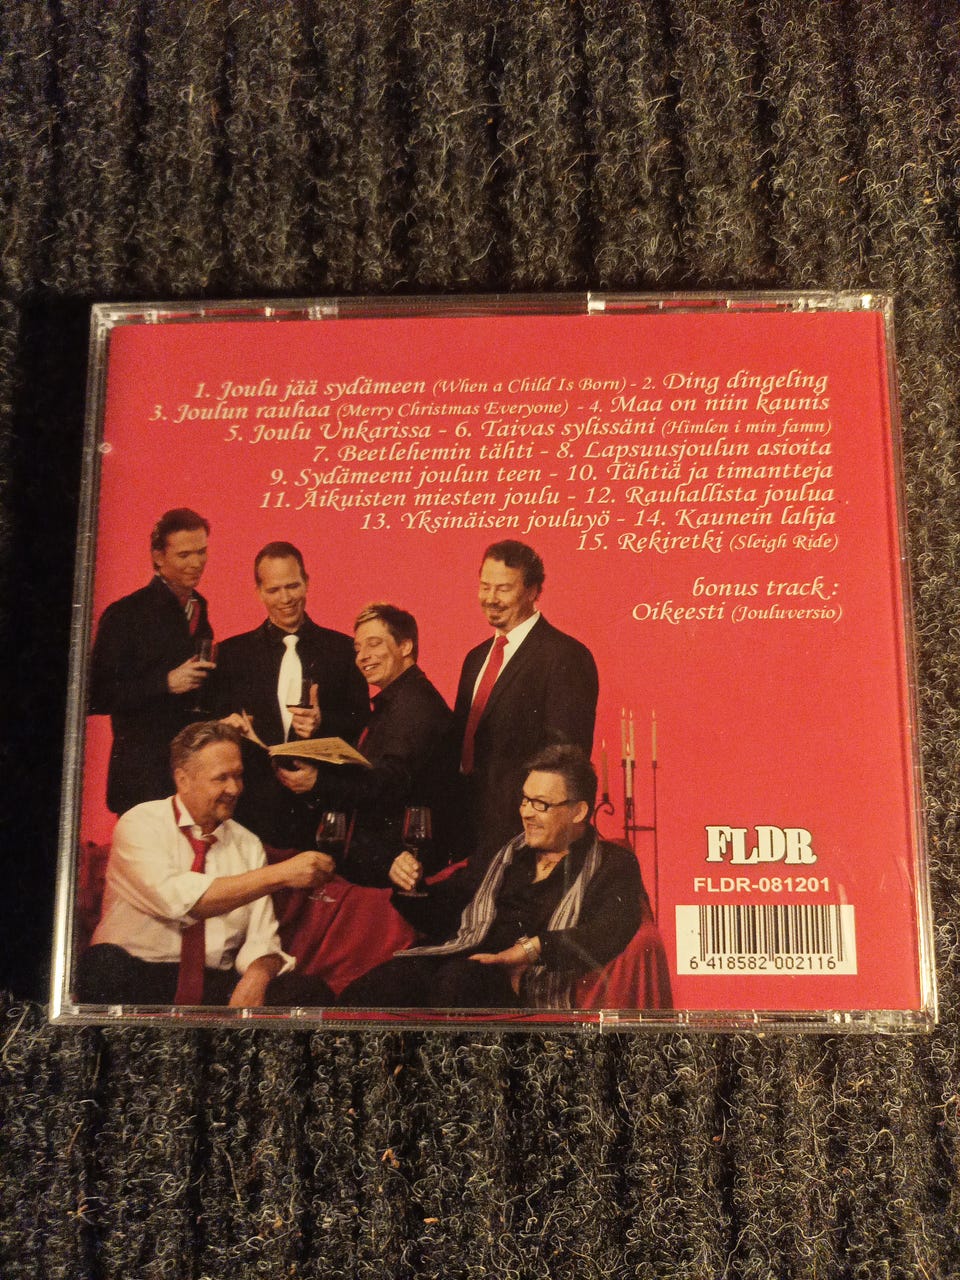 1. Joulu jää sydämeen (When a Child Is Born) - 2. Ding dingeling
3. Joulun rauhaa (Merry Christmas Everyone) - 4. Maa on niin kaunis
5. Joulu Unkarissa - 6. Taivas sylissäni (Himlen i min famn)
7. Beetlehemin tähti - 8. Lapsuusjoulun asioita
9. Sydämeeni joulun teen - 10. Tähtiä ja timantteja
11. Aikuisten miesten joulu - 12. Rauhallista joulua
13. Yksinäisen jouluyö - 14. Kaunein lahja
15. Rekiretki (Sleigh Ride)
bonus track :
Oikeesti (Jouluversio)
FLDR
FLDR-081201
6 418582 002116